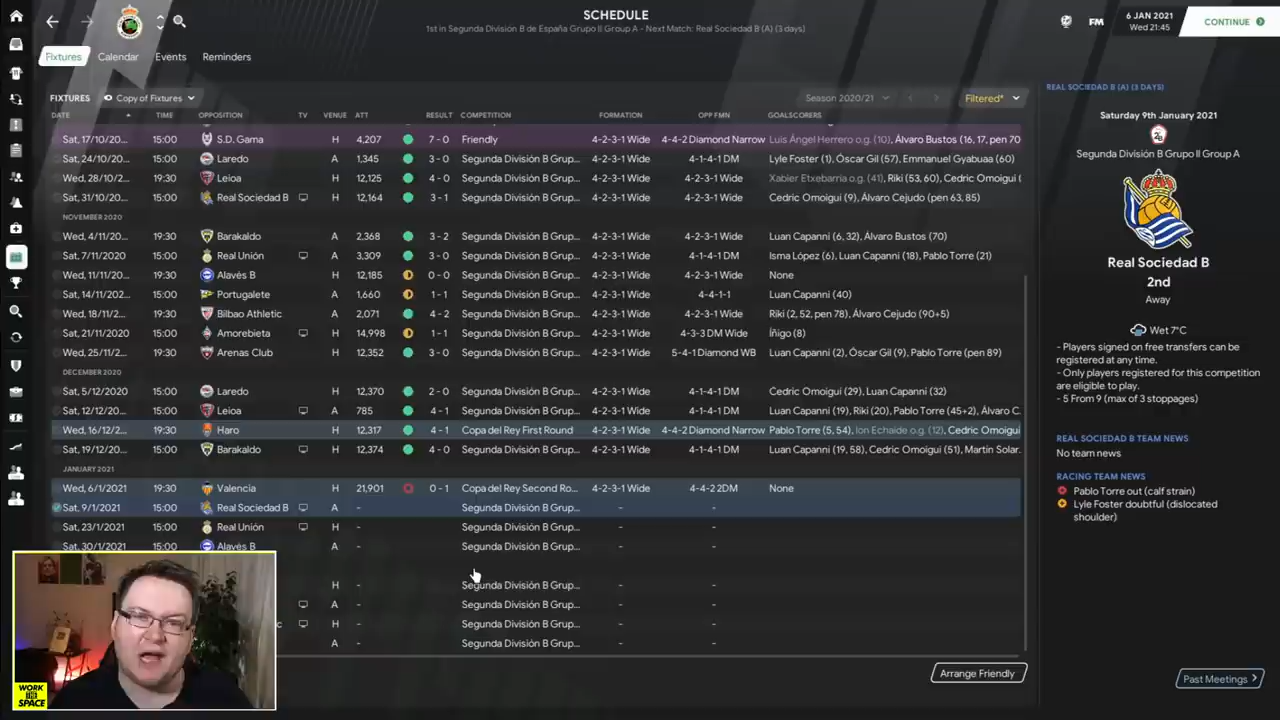 SCHEDULE
1st in Segunda División B de España Grupo II Group A - Next Match: Real Sociedad B (A) (3 days)
FM
6 JAN 2021
Wed 21:45
CONTINUE
Fixtures Calendar Events Reminders
FIXTURES Copy of Fixtures Season 2020/21 Filtered*
DATE TIME OPPOSITION TV VENUE ATT RESULT COMPETITION FORMATION OPP FMN GOALSCORERS
Sat, 17/10/20... 15:00 S.D. Gama H 4,207 7 - 0 Friendly 4-2-3-1 Wide 4-4-2 Diamond Narrow Luis Ángel Herrero o.g. (10), Álvaro Bustos (16, 17, pen 70
Sat, 24/10/20... 15:00 Laredo A 1,345 3 - 0 Segunda División B Grup... 4-2-3-1 Wide 4-1-4-1 DM Lyle Foster (1), Óscar Gil (57), Emmanuel Gyabuaa (60)
Wed, 28/10/2... 19:30 Leioa H 12,125 4 - 0 Segunda División B Grup... 4-2-3-1 Wide 4-1-4-1 DM Xabier Etxebarria o.g. (41), Riki (53, 60), Cedric Omoigui (
Sat, 31/10/20... 15:00 Real Sociedad B H 12,164 3 - 1 Segunda División B Grup... 4-2-3-1 Wide 4-1-4-1 DM Cedric Omoigui (9), Álvaro Cejudo (pen 63, 85)
NOVEMBER 2020
Wed, 4/11/20... 19:30 Barakaldo A 2,368 3 - 2 Segunda División B Grup... 4-2-3-1 Wide 4-2-3-1 Wide Luan Capanni (6, 32), Álvaro Bustos (70)
Sat, 7/11/2020 15:00 Real Unión A 3,309 3 - 0 Segunda División B Grup... 4-2-3-1 Wide 4-1-4-1 DM Isma López (6), Luan Capanni (18), Pablo Torre (21)
Wed, 11/11/20... 19:30 Alavés B H 12,185 0 - 0 Segunda División B Grup... 4-2-3-1 Wide 4-2-3-1 Wide None
Sat, 14/11/202... 15:00 Portugalete A 1,660 1 - 1 Segunda División B Grup... 4-2-3-1 Wide 4-4-1-1 Luan Capanni (40)
Wed, 18/11/20... 19:30 Bilbao Athletic A 2,071 4 - 2 Segunda División B Grup... 4-2-3-1 Wide 4-2-3-1 Wide Riki (2, 52, pen 78), Álvaro Cejudo (90+5)
Sat, 21/11/2020 15:00 Amorebieta H 14,998 1 - 1 Segunda División B Grup... 4-2-3-1 Wide 4-3-3 DM Wide Íñigo (8)
Wed, 25/11/2... 19:30 Arenas Club H 12,352 3 - 0 Segunda División B Grup... 4-2-3-1 Wide 5-4-1 Diamond WB Luan Capanni (2), Óscar Gil (9), Pablo Torre (pen 89)
DECEMBER 2020
Sat, 5/12/2020 15:00 Laredo H 12,370 2 - 0 Segunda División B Grup... 4-2-3-1 Wide 4-1-4-1 DM Cedric Omoigui (29), Luan Capanni (32)
Sat, 12/12/20... 15:00 Leioa A 785 4 - 1 Segunda División B Grup... 4-2-3-1 Wide 4-1-4-1 DM Luan Capanni (19), Riki (20), Pablo Torre (45+2), Álvaro C...
Wed, 16/12/2... 19:30 Haro H 12,317 4 - 1 Copa del Rey First Round 4-2-3-1 Wide 4-4-2 Diamond Narrow Pablo Torre (5, 54), Ion Echaide o.g. (12), Cedric Omoigui
Sat, 19/12/20... 15:00 Barakaldo H 12,374 4 - 0 Segunda División B Grup... 4-2-3-1 Wide 4-1-4-1 DM Luan Capanni (19, 58), Cedric Omoigui (51), Martín Solar...
JANUARY 2021
Wed, 6/1/2021 19:30 Valencia H 21,901 0 - 1 Copa del Rey Second Ro... 4-2-3-1 Wide 4-4-2 2DM None
Sat, 9/1/2021 15:00 Real Sociedad B A - Segunda División B Grup... - -
Sat, 23/1/2021 15:00 Real Unión H - Segunda División B Grup... - -
Sat, 30/1/2021 15:00 Alavés B A - Segunda División B Grup... - -
H - Segunda División B Grup... - -
A - Segunda División B Grup... - -
c H - Segunda División B Grup... - -
A - Segunda División B Grup... - -
Arrange Friendly
REAL SOCIEDAD B (A) (3 DAYS)
Saturday 9th January 2021
Segunda División B Grupo II Group A
Real Sociedad B
2nd
Away
Wet 7°C
- Players signed on free transfers can be
registered at any time.
- Only players registered for this competition
are eligible to play.
- 5 From 9 (max of 3 stoppages)
REAL SOCIEDAD B TEAM NEWS
No team news
RACING TEAM NEWS
Pablo Torre out (calf strain)
Lyle Foster doubtful (dislocated
shoulder)
Past Meetings
WORK
THE
SPACE